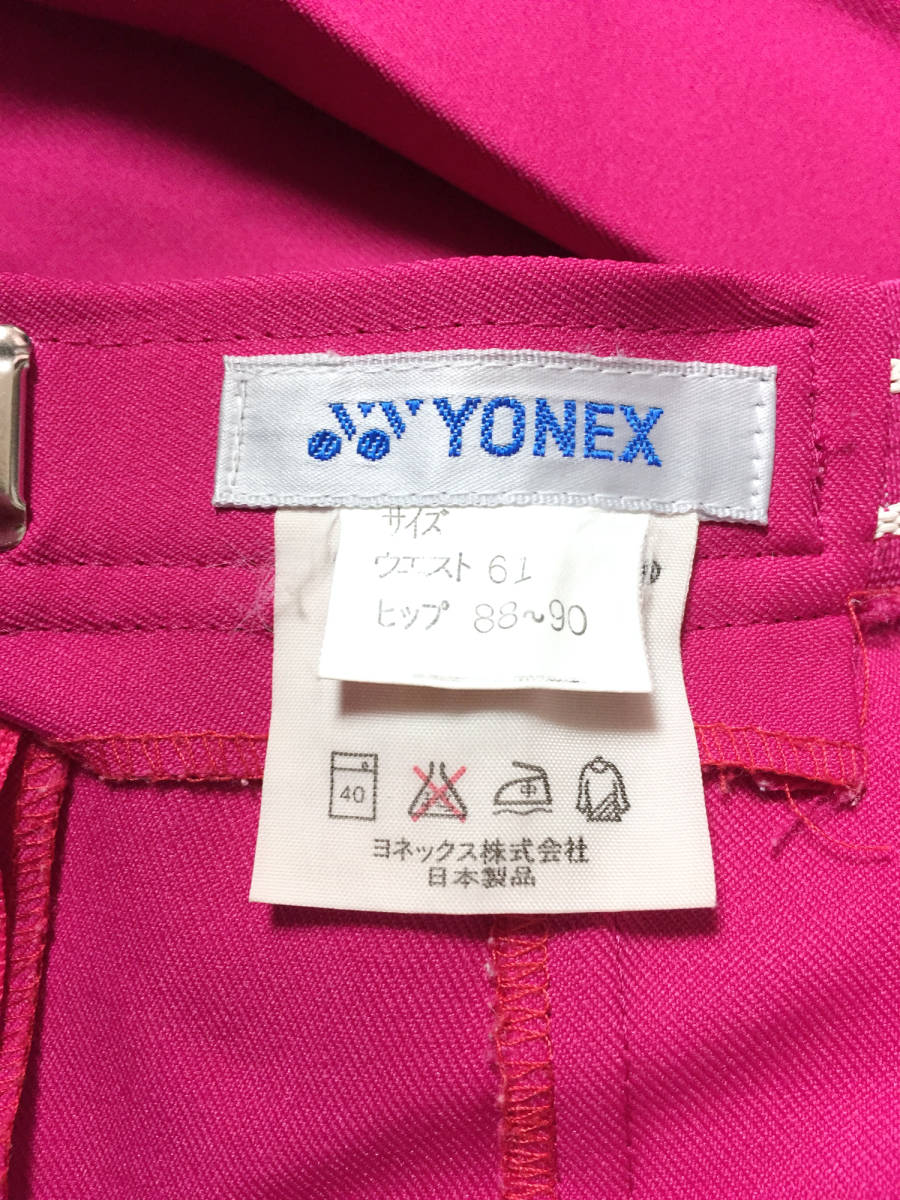 YONEX
サイズ
ウエスト 61
ヒップ 88~90
40
中
ヨネックス株式会社
日本製品